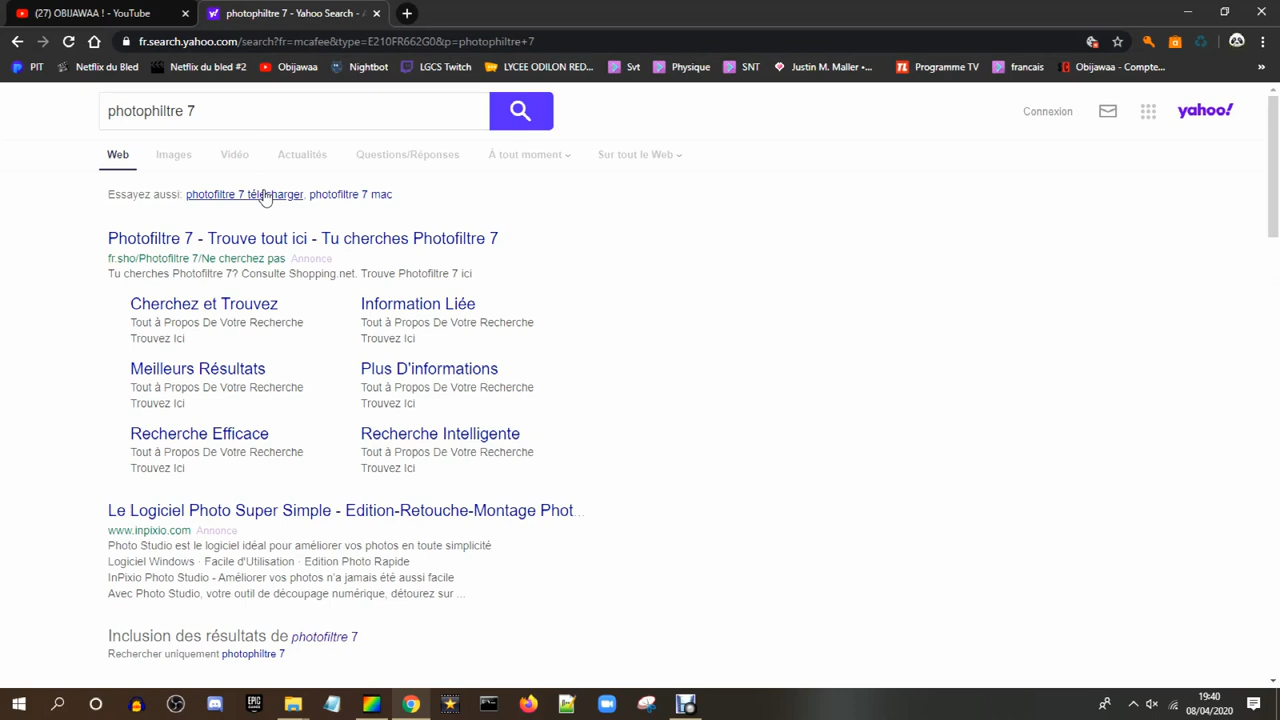 (27) OBIJAWAA ! - YouTube
photophiltre 7 - Yahoo Search - 
fr.search.yahoo.com/search?fr=mcafee&type=E210FR662G0&p=photophiltre+7
PIT Netflix du Bled Netflix du bled #2 Obijawaa Nightbot LGCS Twitch LYCEE ODILON RED... Svt Physique SNT Justin M. Maller •... Programme TV francais Obijawaa - Compte... »
photophiltre 7
Connexion
yahoo!
Web Images Vidéo Actualités Questions/Réponses À tout moment Sur tout le Web
Essayez aussi: photofiltre 7 télécharger, photofiltre 7 mac
Photofiltre 7 - Trouve tout ici - Tu cherches Photofiltre 7
fr.sho/Photofiltre 7/Ne cherchez pas Annonce
Tu cherches Photofiltre 7? Consulte Shopping.net. Trouve Photofiltre 7 ici
Cherchez et Trouvez
Tout à Propos De Votre Recherche
Trouvez Ici
Information Liée
Tout à Propos De Votre Recherche
Trouvez Ici
Meilleurs Résultats
Tout à Propos De Votre Recherche
Trouvez Ici
Plus D'informations
Tout à Propos De Votre Recherche
Trouvez Ici
Recherche Efficace
Tout à Propos De Votre Recherche
Trouvez Ici
Recherche Intelligente
Tout à Propos De Votre Recherche
Trouvez Ici
Le Logiciel Photo Super Simple - Edition-Retouche-Montage Phot...
www.inpixio.com Annonce
Photo Studio est le logiciel idéal pour améliorer vos photos en toute simplicité
Logiciel Windows · Facile d'Utilisation · Edition Photo Rapide
InPixio Photo Studio - Améliorer vos photos n'a jamais été aussi facile
Avec Photo Studio, votre outil de découpage numérique, détourez sur ...
Inclusion des résultats de photofiltre 7
Rechercher uniquement photophiltre 7
EPIC GAMES
19:40
08/04/2020